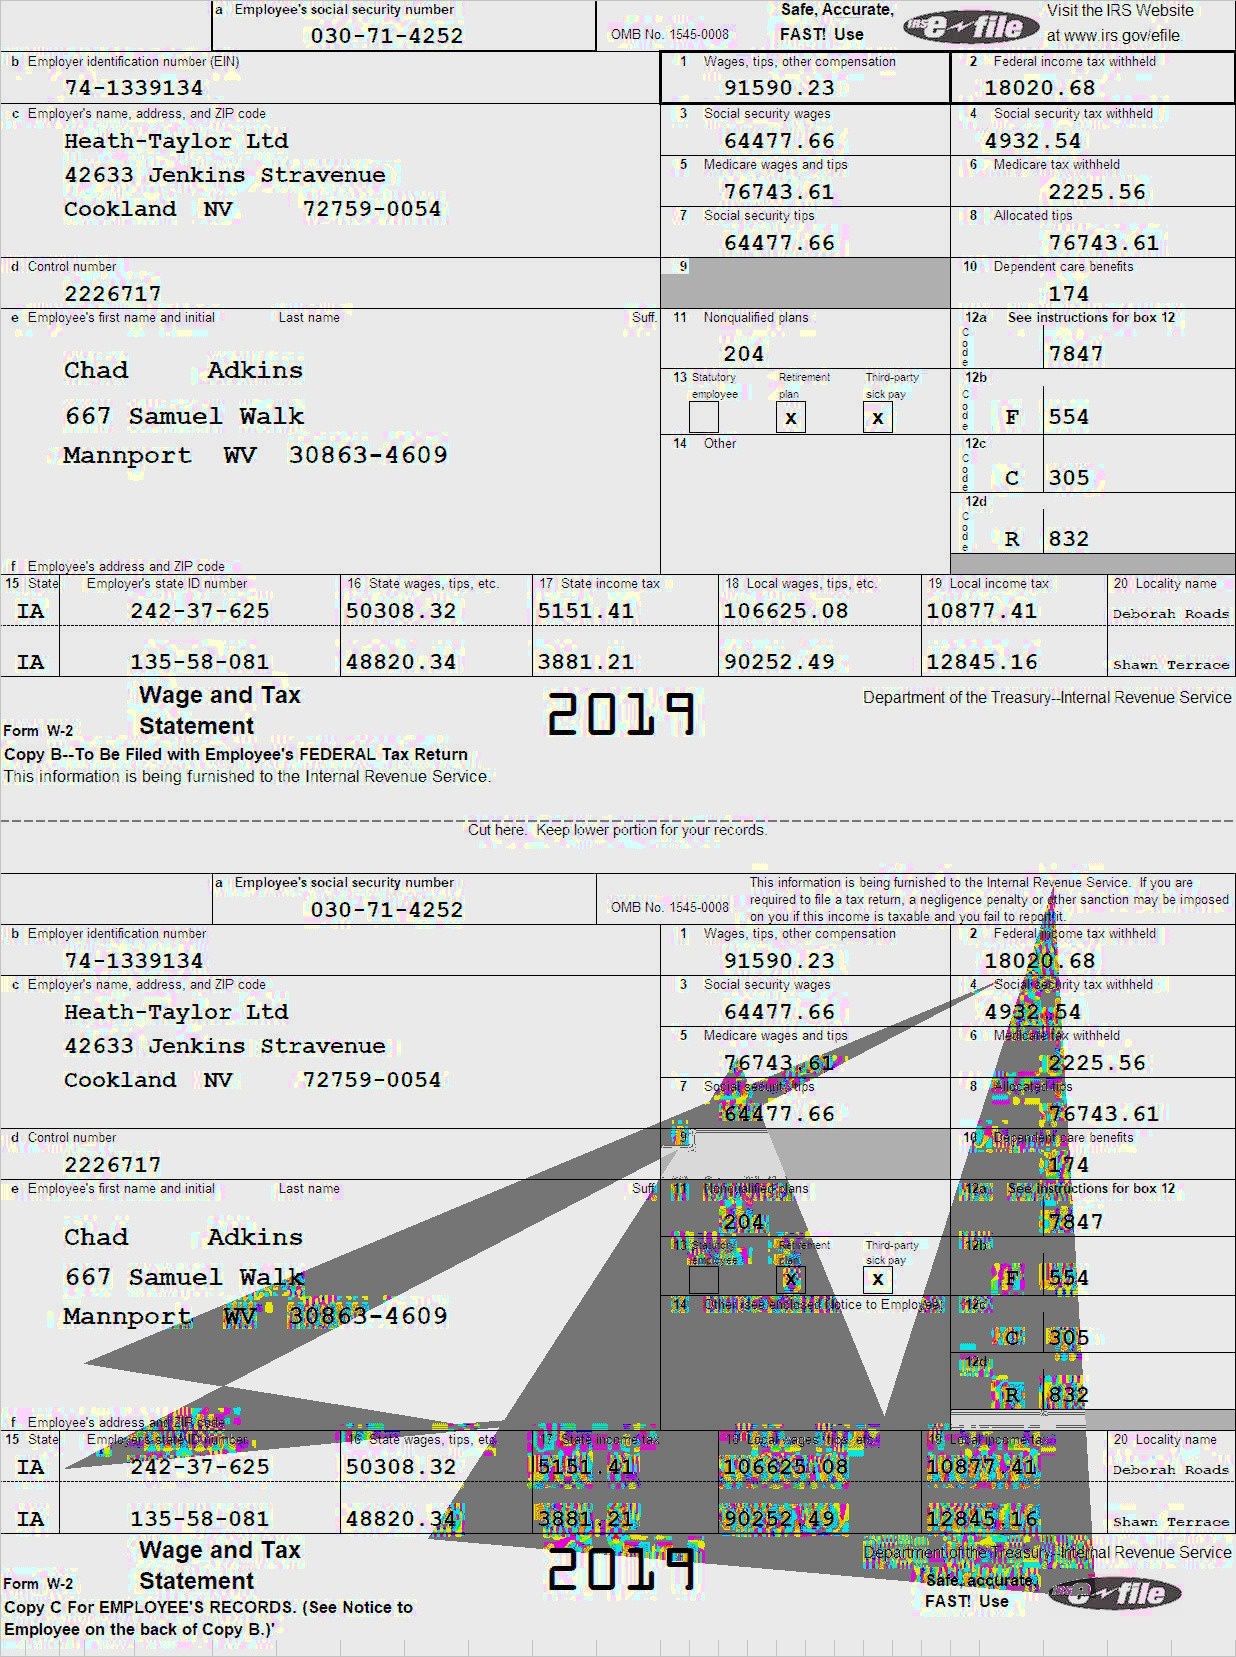 a Employee's social security number
030-71-4252
OMB No. 1545-0008
Safe, Accurate,
FAST! Use
IRS e-file
Visit the IRS Website
at www.irs.gov/efile
b Employer identification number (EIN)
74-1339134
1 Wages, tips, other compensation
91590.23
2 Federal income tax withheld
18020.68
c Employer's name, address, and ZIP code
Heath-Taylor Ltd
42633 Jenkins Stravenue
Cookland NV 72759-0054
3 Social security wages
64477.66
4 Social security tax withheld
4932.54
5 Medicare wages and tips
76743.61
6 Medicare tax withheld
2225.56
7 Social security tips
64477.66
8 Allocated tips
76743.61
d Control number
2226717
9
10 Dependent care benefits
174
e Employee's first name and initial Last name Suff.
Chad Adkins
667 Samuel Walk
Mannport WV 30863-4609
11 Nonqualified plans
204
12a See instructions for box 12
Code
7847
13 Statutory employee
Retirement plan
X
Third-party sick pay
X
12b
Code
F 554
14 Other
12c
Code
C 305
12d
Code
R 832
f Employee's address and ZIP code
15 State Employer's state ID number 16 State wages, tips, etc. 17 State income tax 18 Local wages, tips, etc. 19 Local income tax 20 Locality name
IA 242-37-625 50308.32 5151.41 106625.08 10877.41 Deborah Roads
IA 135-58-081 48820.34 3881.21 90252.49 12845.16 Shawn Terrace
Wage and Tax
Statement
Form W-2
2019
Department of the Treasury--Internal Revenue Service
Copy B--To Be Filed with Employee's FEDERAL Tax Return
This information is being furnished to the Internal Revenue Service.
Cut here. Keep lower portion for your records.
a Employee's social security number
030-71-4252
OMB No. 1545-0008
This information is being furnished to the Internal Revenue Service. If you are
required to file a tax return, a negligence penalty or other sanction may be imposed
on you if this income is taxable and you fail to report it.
b Employer identification number
74-1339134
1 Wages, tips, other compensation
91590.23
2 Federal income tax withheld
18020.68
c Employer's name, address, and ZIP code
Heath-Taylor Ltd
42633 Jenkins Stravenue
Cookland NV 72759-0054
3 Social security wages
64477.66
4 Social security tax withheld
4932.54
5 Medicare wages and tips
76743.61
6 Medicare tax withheld
2225.56
7 Social security tips
64477.66
8 Allocated tips
76743.61
d Control number
2226717
9
10 Dependent care benefits
174
e Employee's first name and initial Last name Suff.
Chad Adkins
667 Samuel Walk
Mannport WV 30863-4609
11 Nonqualified plans
204
12a See instructions for box 12
7847
13 Statutory employee
Retirement plan
X
Third-party sick pay
X
12b
F 554
14 Other (see enclosed Notice to Employee)
12c
C 305
12d
R 832
f Employee's address and ZIP code
15 State Employer's state ID number 16 State wages, tips, etc. 17 State income tax 18 Local wages, tips, etc. 19 Local income tax 20 Locality name
IA 242-37-625 50308.32 5151.41 106625.08 10877.41 Deborah Roads
IA 135-58-081 48820.34 3881.21 90252.49 12845.16 Shawn Terrace
Wage and Tax
Statement
Form W-2
2019
Department of the Treasury--Internal Revenue Service
Safe, accurate,
FAST! Use
e-file
Copy C For EMPLOYEE'S RECORDS. (See Notice to
Employee on the back of Copy B.)'